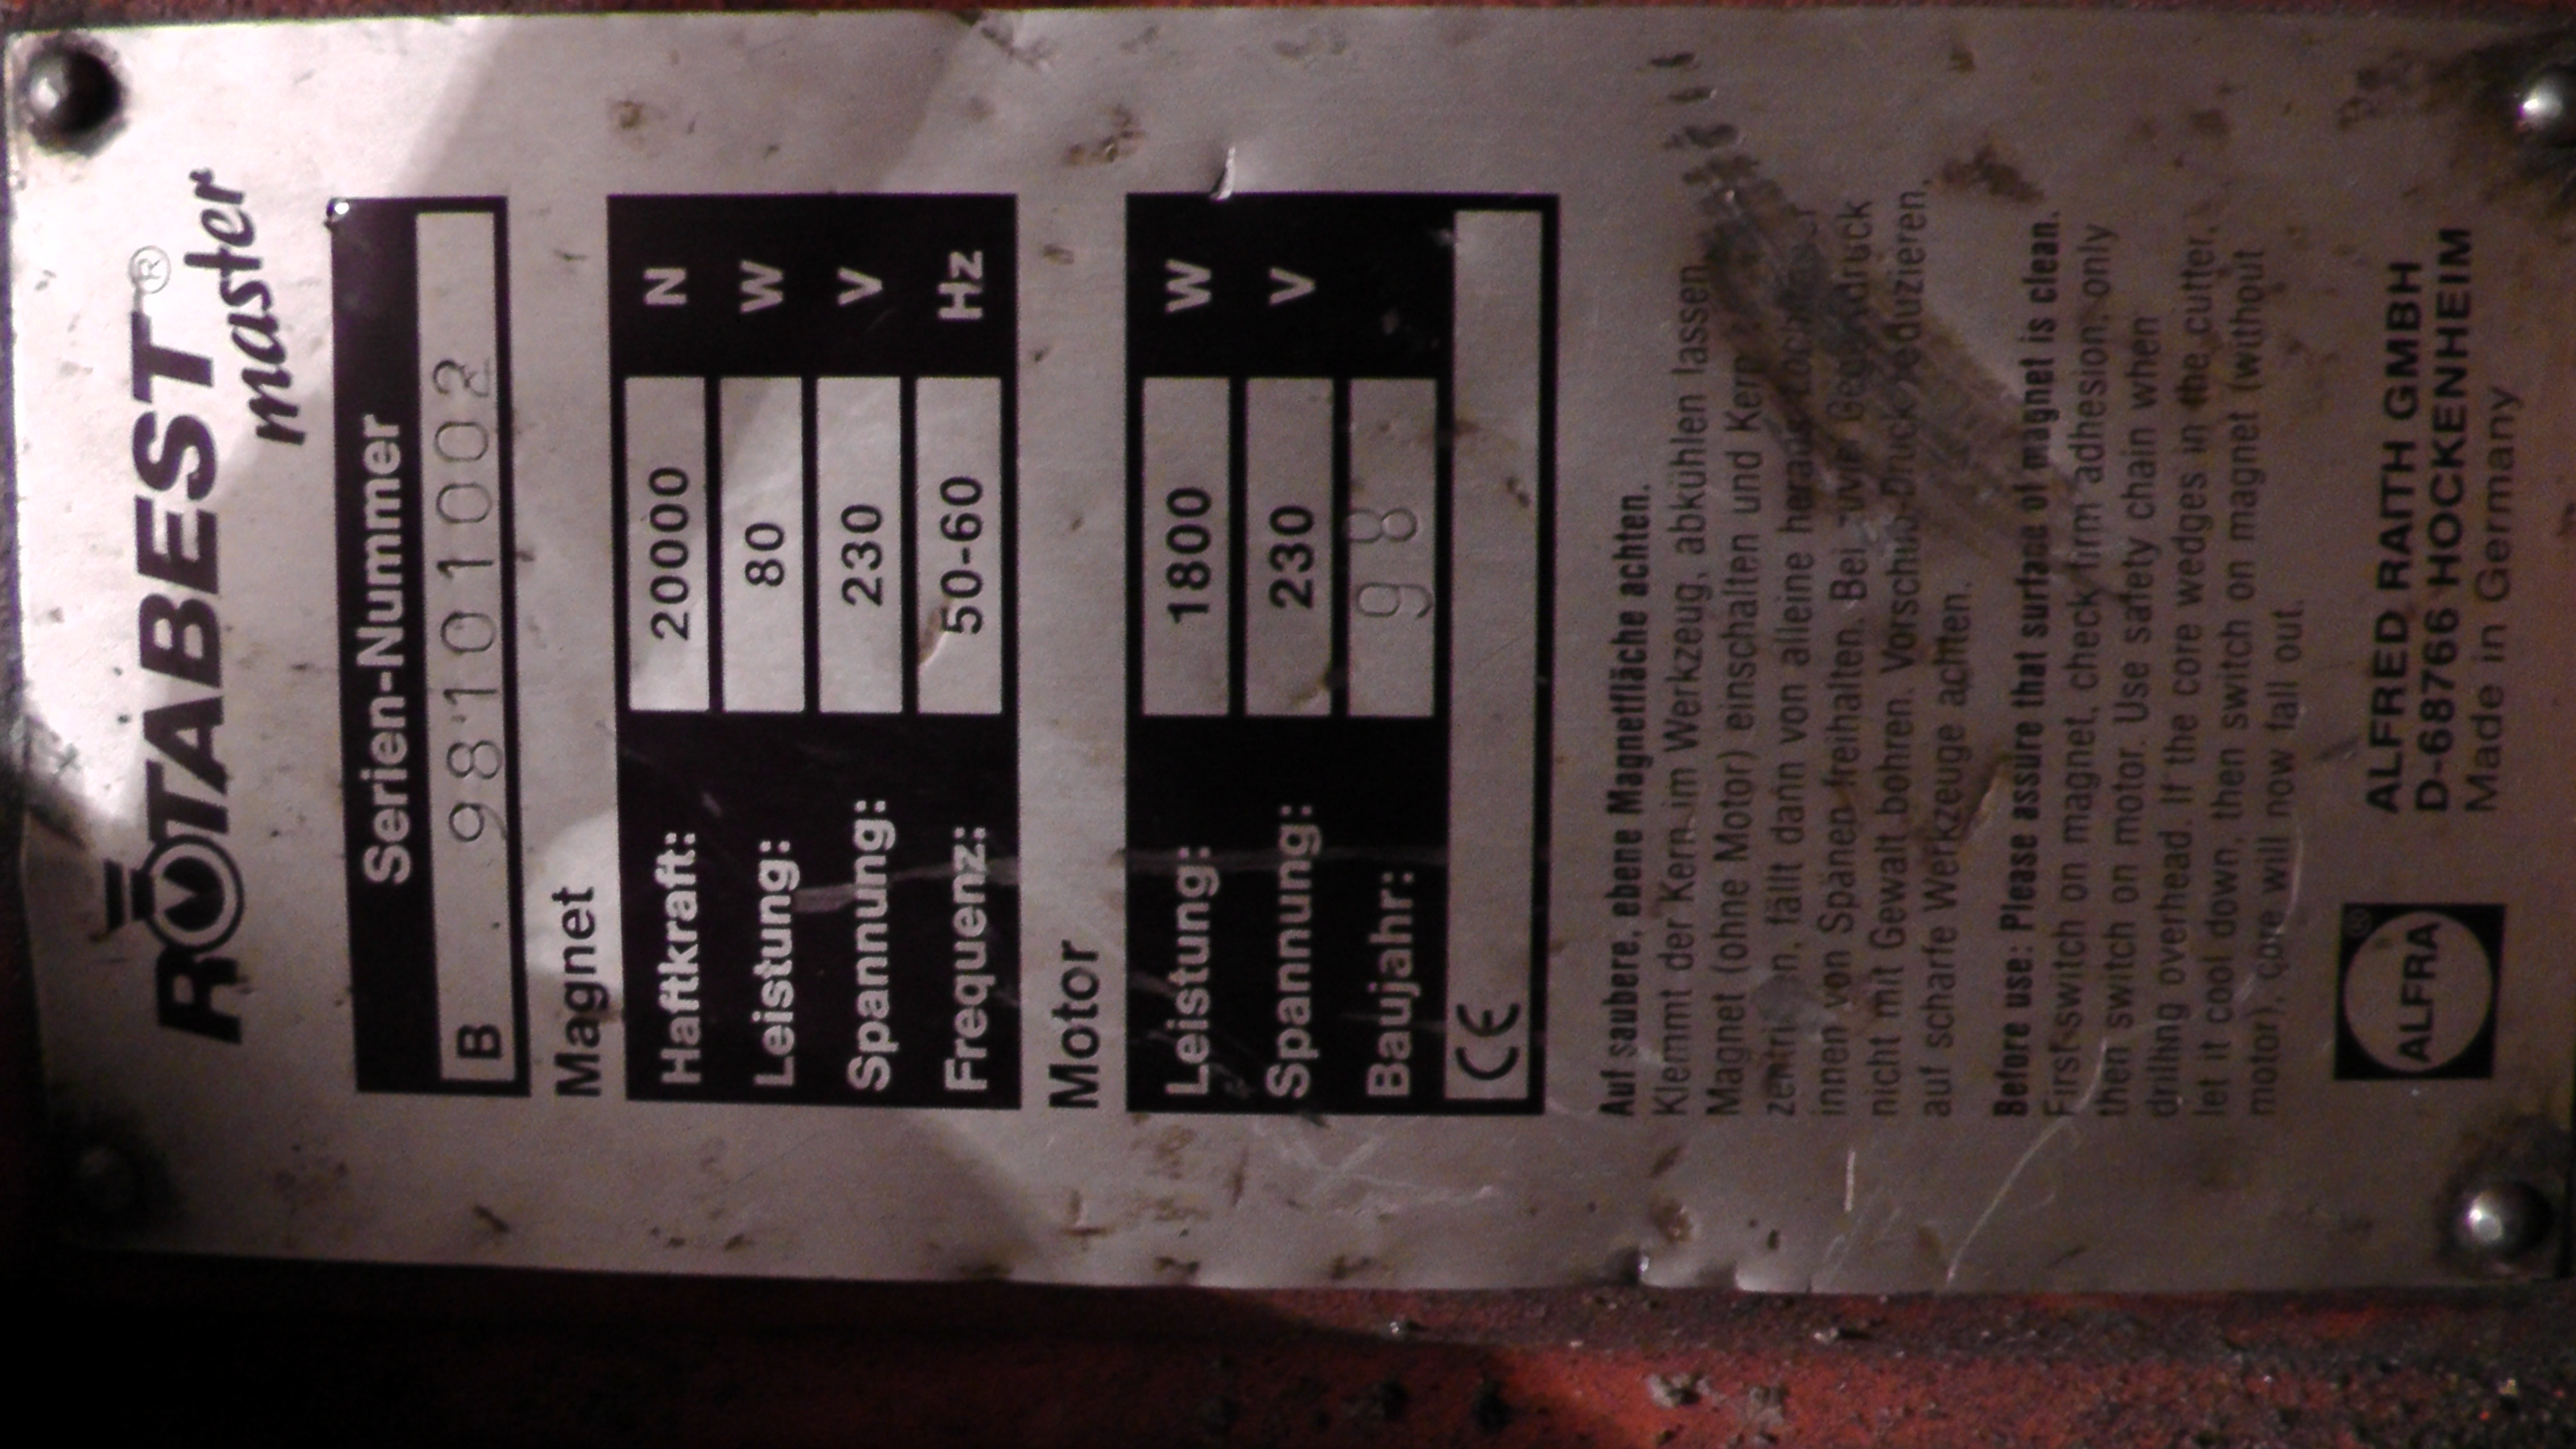 ROTABEST®
master
Serien-Nummer
B 98101002
Magnet
Haftkraft: 20000 N
Leistung: 80 W
Spannung: 230 V
Frequenz: 50-60 Hz
Motor
Leistung: 1800 W
Spannung: 230 V
Baujahr: 98
CE
Auf saubere, ebene Magnetfläche achten.
Klemmt der Kern im Werkzeug, abkühlen lassen,
Magnet (ohne Motor) einschalten und Kern
zentrieren, fällt dann von alleine heraus.
innen von Spänen freihalten. Bei zuviel Gegendruck
nicht mit Gewalt bohren. Vorschub-Druck reduzieren,
auf scharfe Werkzeuge achten.
Before use: Please assure that surface of magnet is clean.
First switch on magnet, check firm adhesion, only
then switch on motor. Use safety chain when
drilling overhead. If the core wedges in the cutter,
let it cool down, then switch on magnet (without
motor), core will now fall out.
ALFRA®
ALFRED RAITH GMBH
D-68766 HOCKENHEIM
Made in Germany